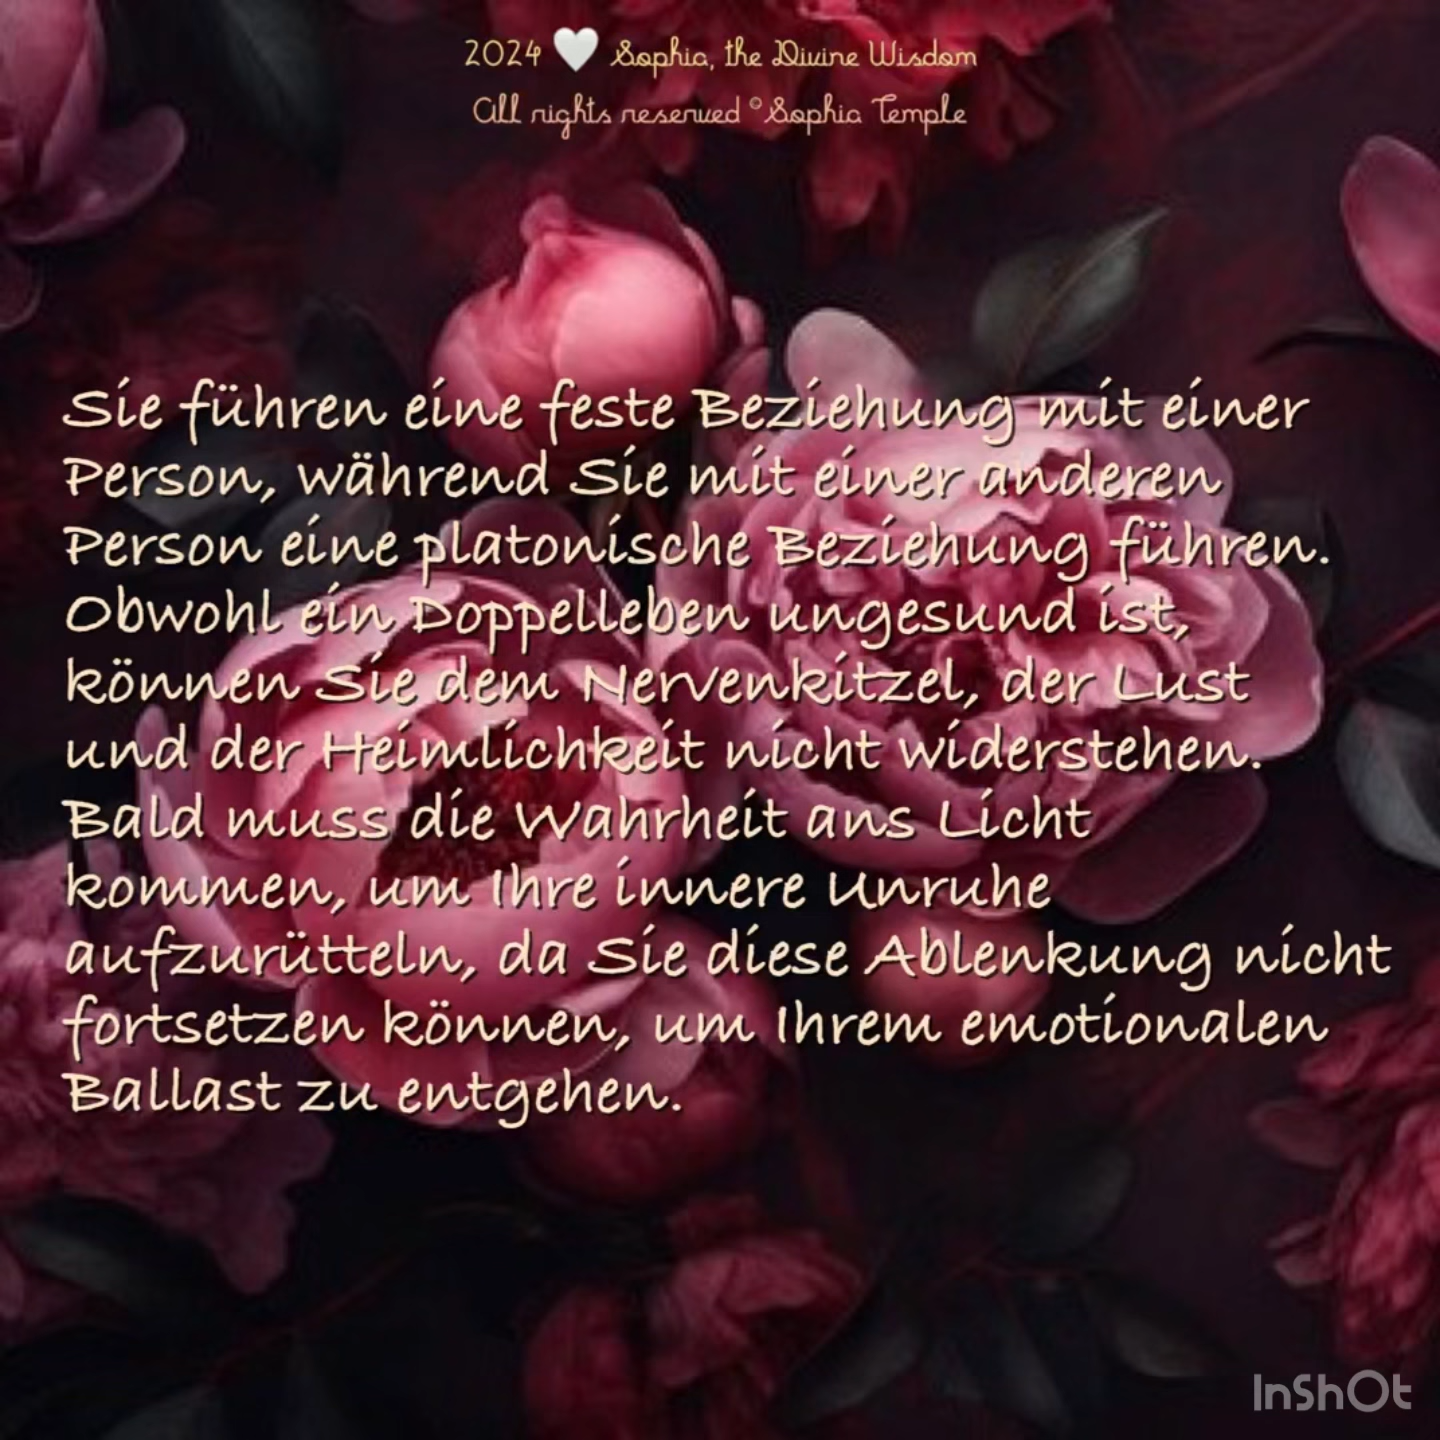 2024 🤍 Sophia, the Divine Wisdom
All rights reserved © Sophia Temple
Sie führen eine feste Beziehung mit einer
Person, während Sie mit einer anderen
Person eine platonische Beziehung führen.
Obwohl ein Doppelleben ungesund ist,
können Sie dem Nervenkitzel, der Lust
und der Heimlichkeit nicht widerstehen.
Bald muss die Wahrheit ans Licht
kommen, um Ihre innere Unruhe
aufzurütteln, da Sie diese Ablenkung nicht
fortsetzen können, um Ihrem emotionalen
Ballast zu entgehen.
InShOt